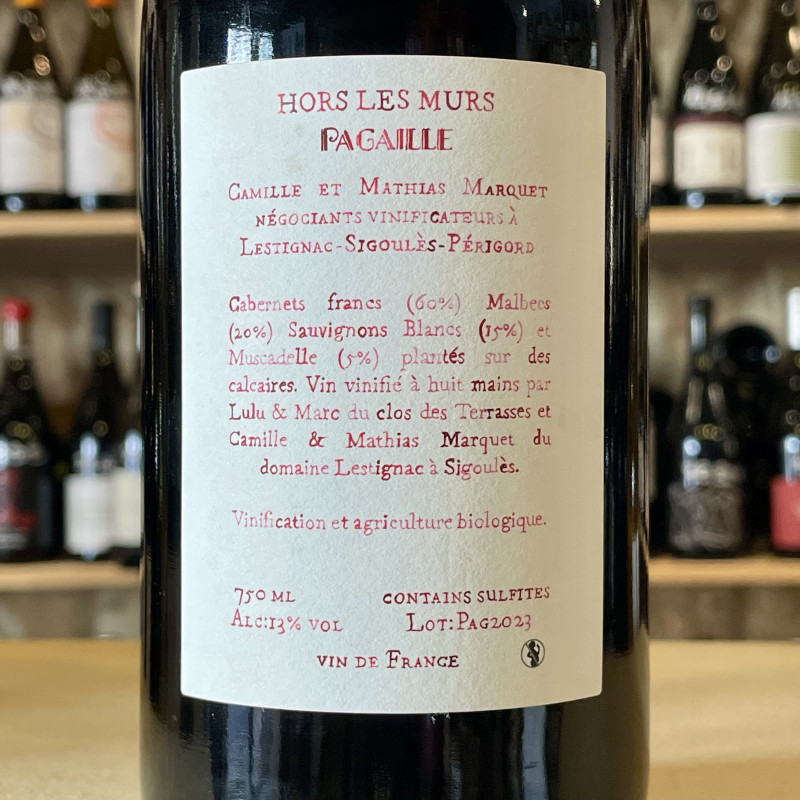 HORS LES MURS
PAGAILLE
CAMILLE ET MATHIAS MARQUET
NÉGOCIANTS VINIFICATEURS À
LESTIGNAC-SIGOULÈS-PÉRIGORD
Cabernets francs (60%) Malbecs
(20%) Sauvignons Blancs (15%) et
Muscadelle (5%) plantés sur des
calcaires. Vin vinifié à huit mains par
Lulu & Marc du clos des Terrasses et
Camille & Mathias Marquet du
domaine Lestignac à Sigoulès.
Vinification et agriculture biologique.
750 ML CONTAINS SULFITES
ALC:13% VOL LOT:PAG2023
VIN DE FRANCE